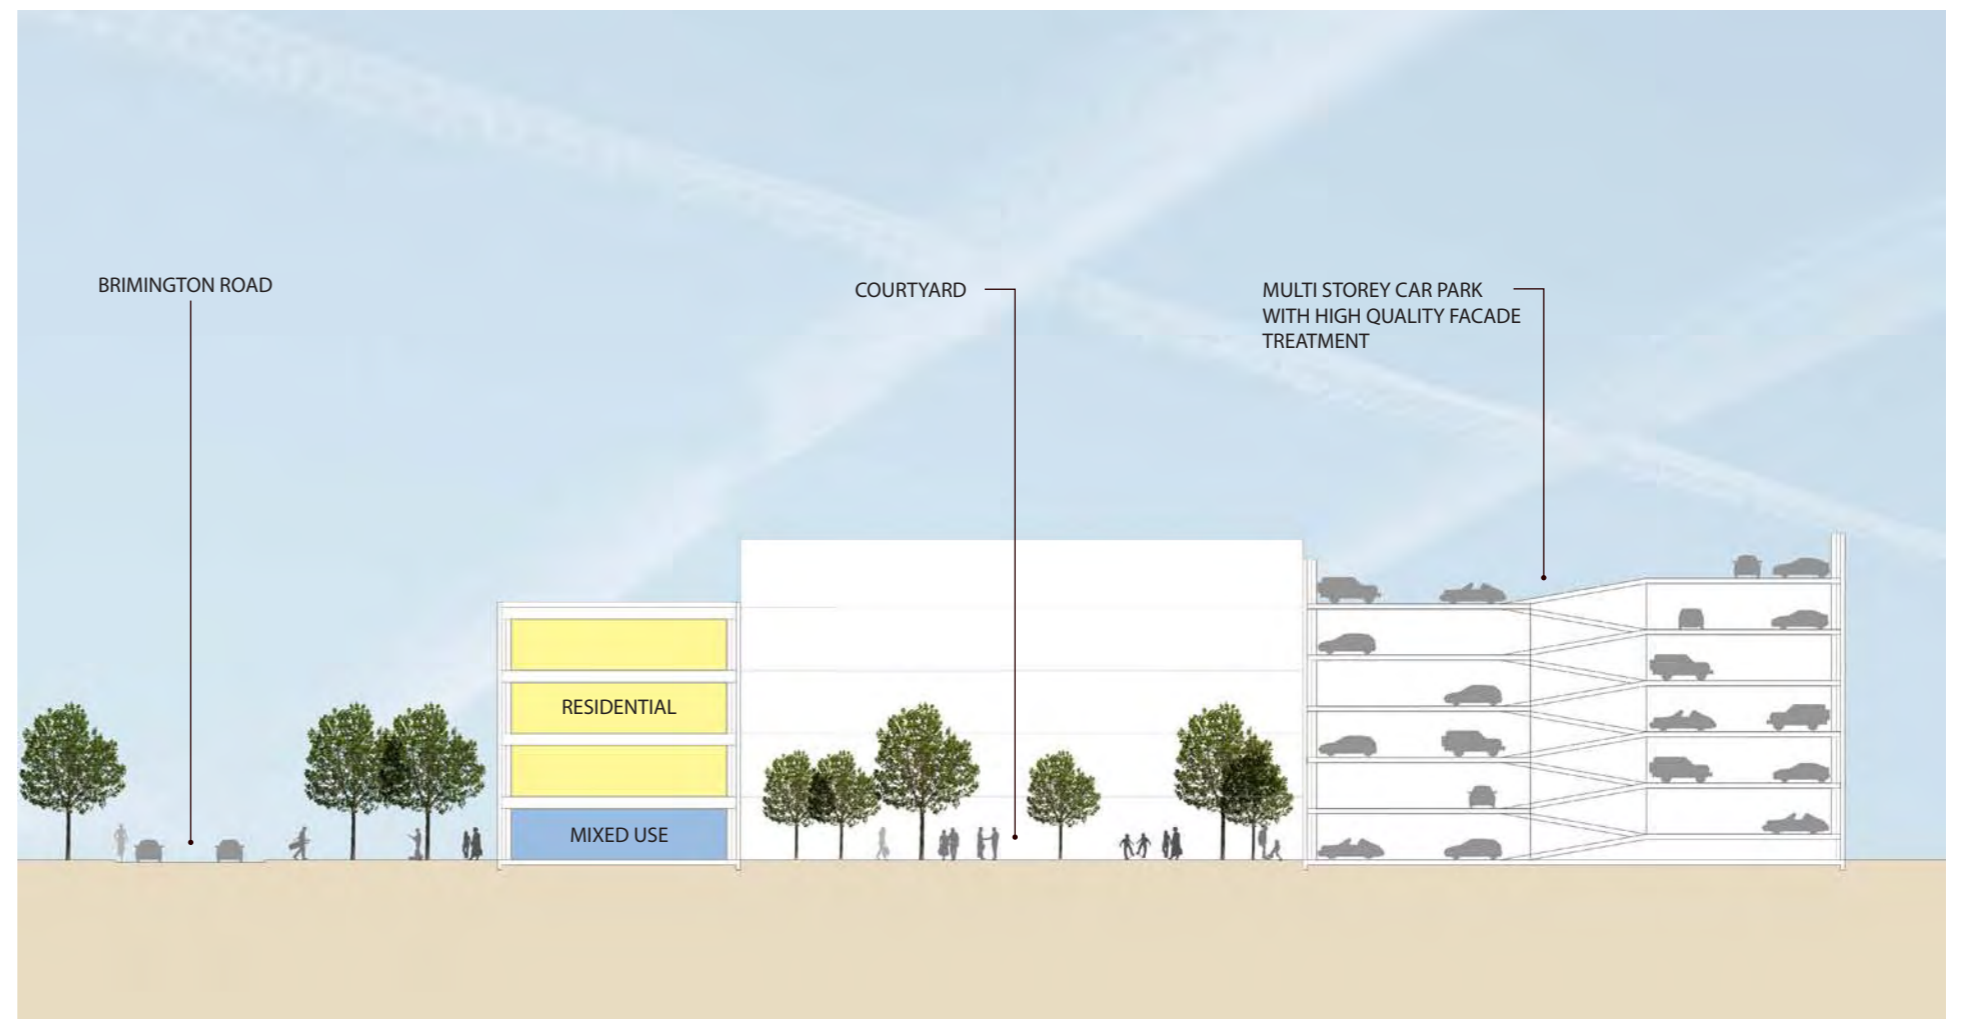 BRIMINGTON ROAD
COURTYARD
MULTI STOREY CAR PARK
WITH HIGH QUALITY FACADE
TREATMENT
RESIDENTIAL
MIXED USE